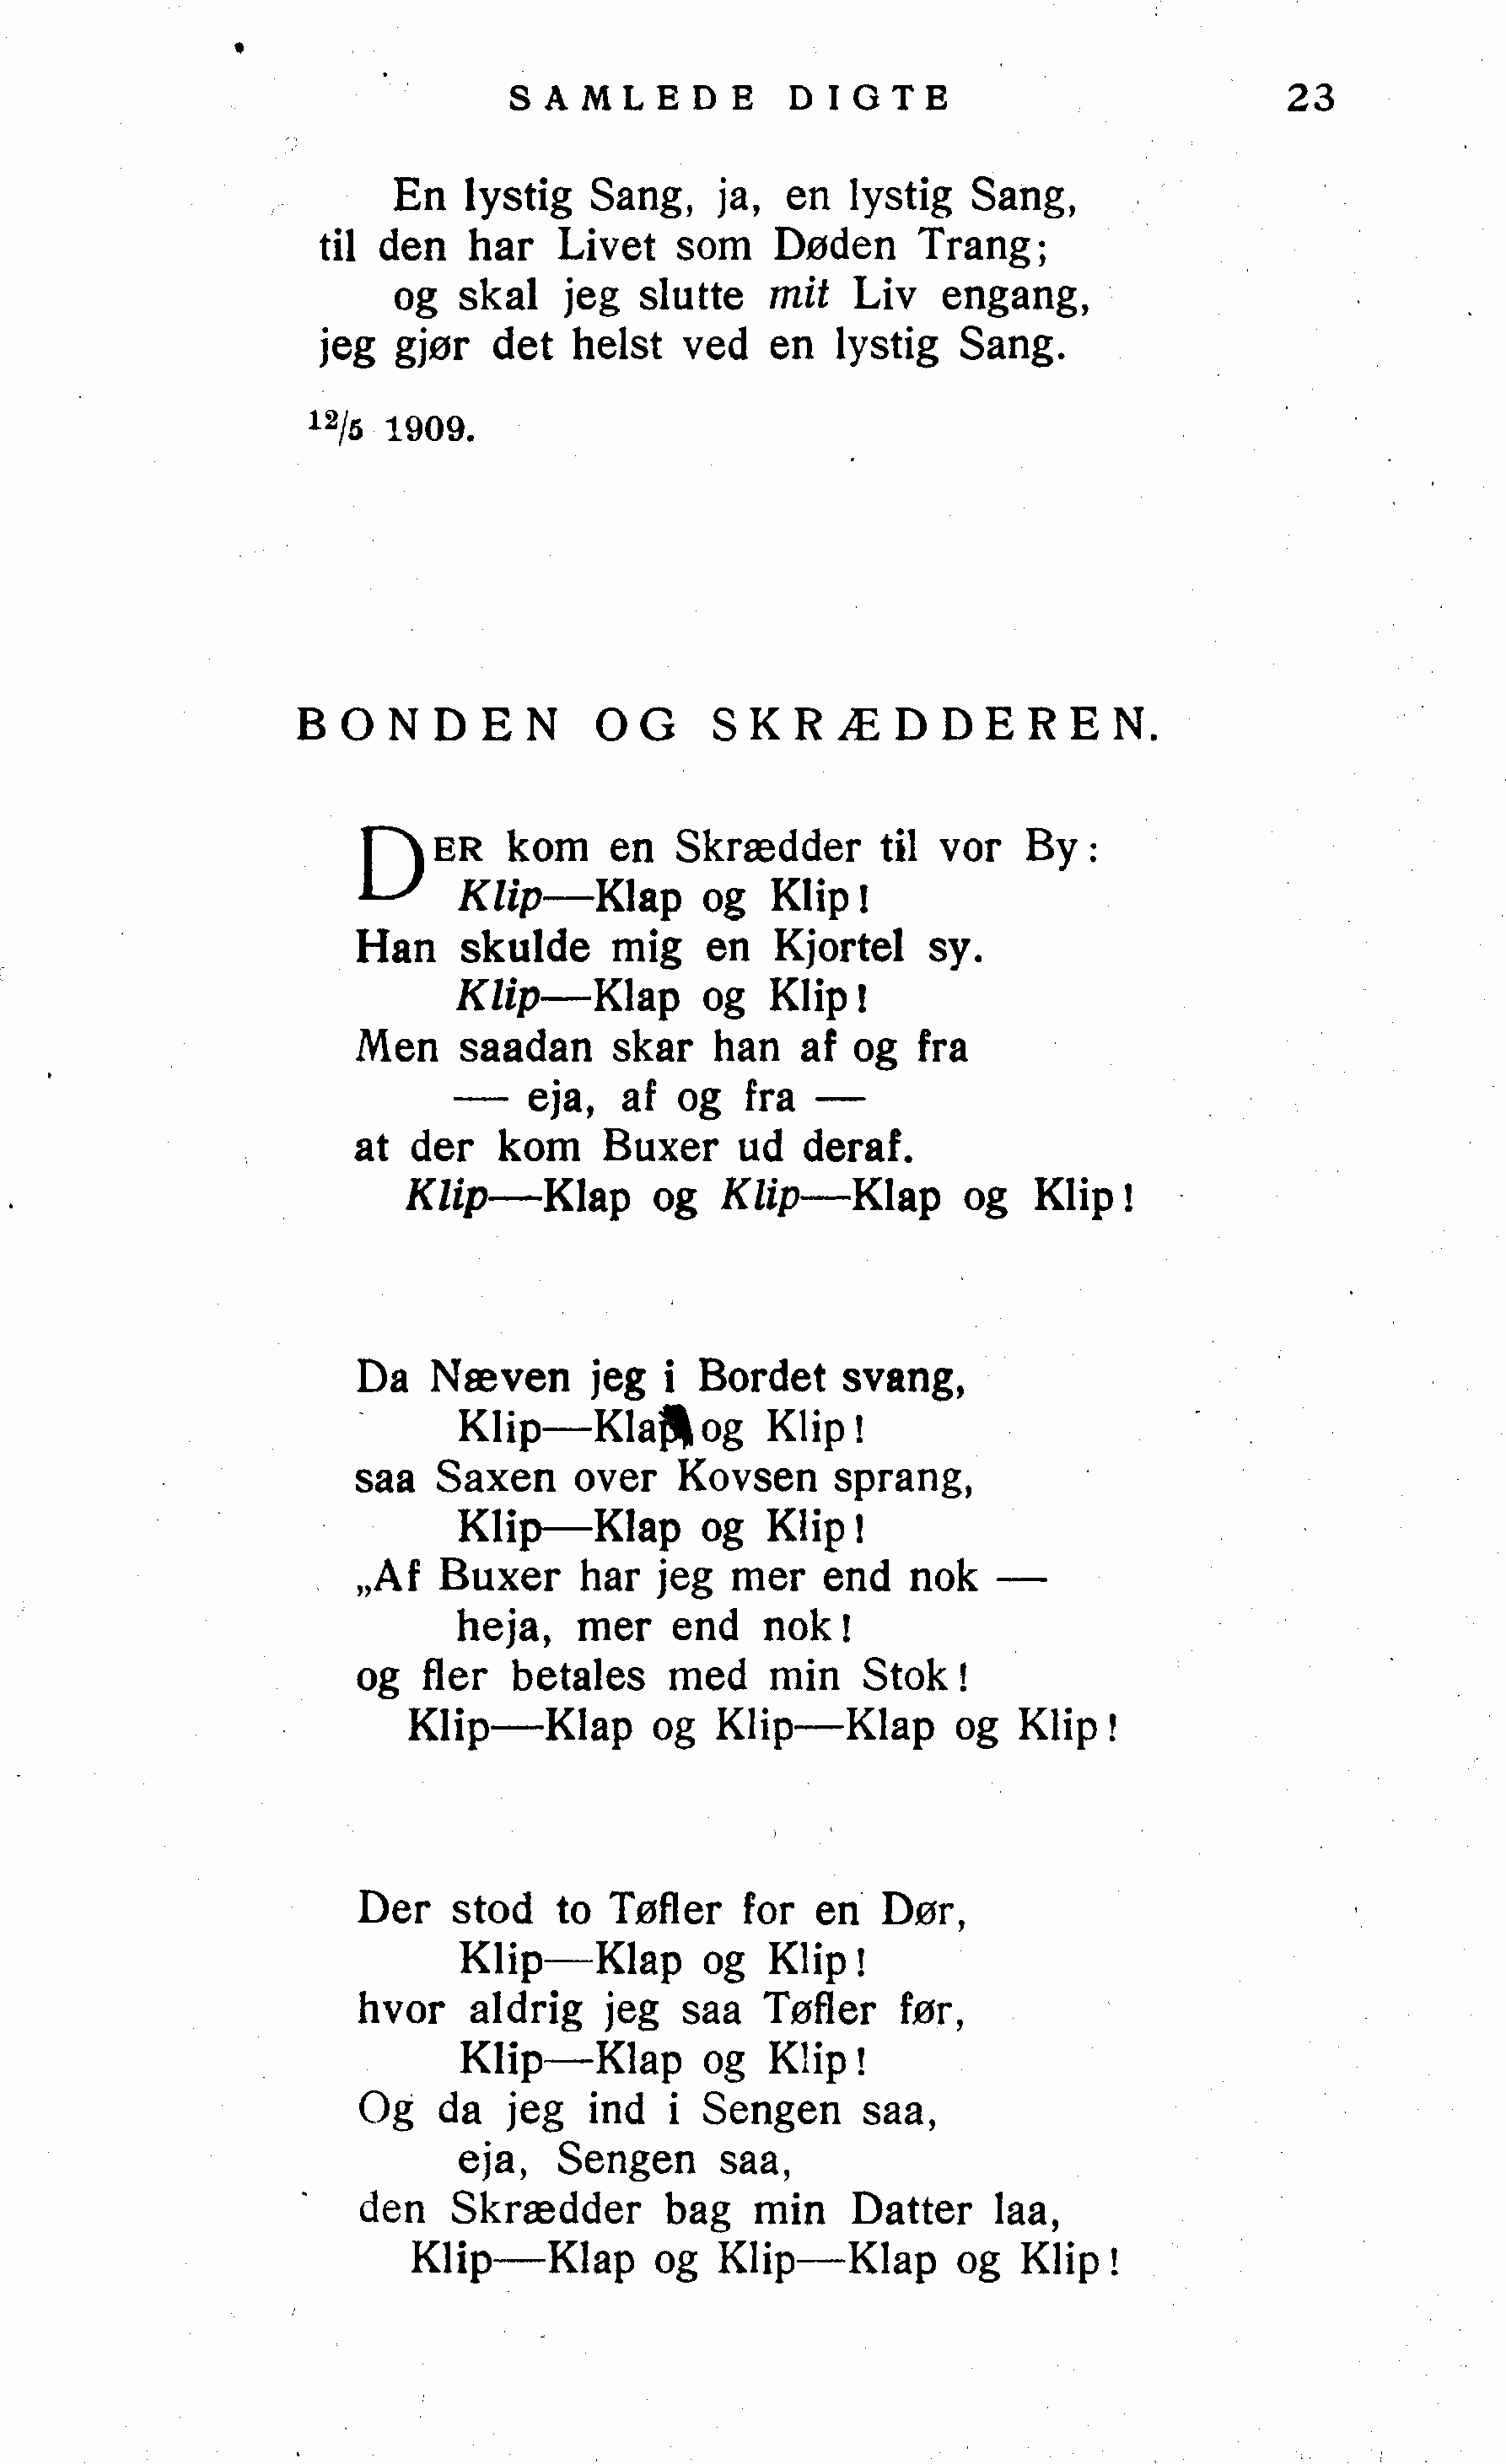 SAMLEDE DIGTE 23
En lystig Sang, ja, en lystig Sang,
til den har Livet som Døden Trang;
og skal jeg slutte mit Liv engang,
jeg gjør det helst ved en lystig Sang.
12/5 1909.
BONDEN OG SKRÆDDEREN.
DER kom en Skrædder til vor By:
Klip—Klap og Klip!
Han skulde mig en Kjortel sy.
Klip—Klap og Klip!
Men saadan skar han af og fra
— eja, af og fra —
at der kom Buxer ud deraf.
Klip—Klap og Klip—Klap og Klip!
Da Næven jeg i Bordet svang,
Klip—Klap og Klip!
saa Saxen over Kovsen sprang,
Klip—Klap og Klip!
„Af Buxer har jeg mer end nok —
heja, mer end nok!
og fler betales med min Stok!
Klip—Klap og Klip—Klap og Klip!
Der stod to Tøfler for en Dør,
Klip—Klap og Klip!
hvor aldrig jeg saa Tøfler før,
Klip—Klap og Klip!
Og da jeg ind i Sengen saa,
eja, Sengen saa,
den Skrædder bag min Datter laa,
Klip—Klap og Klip—Klap og Klip!